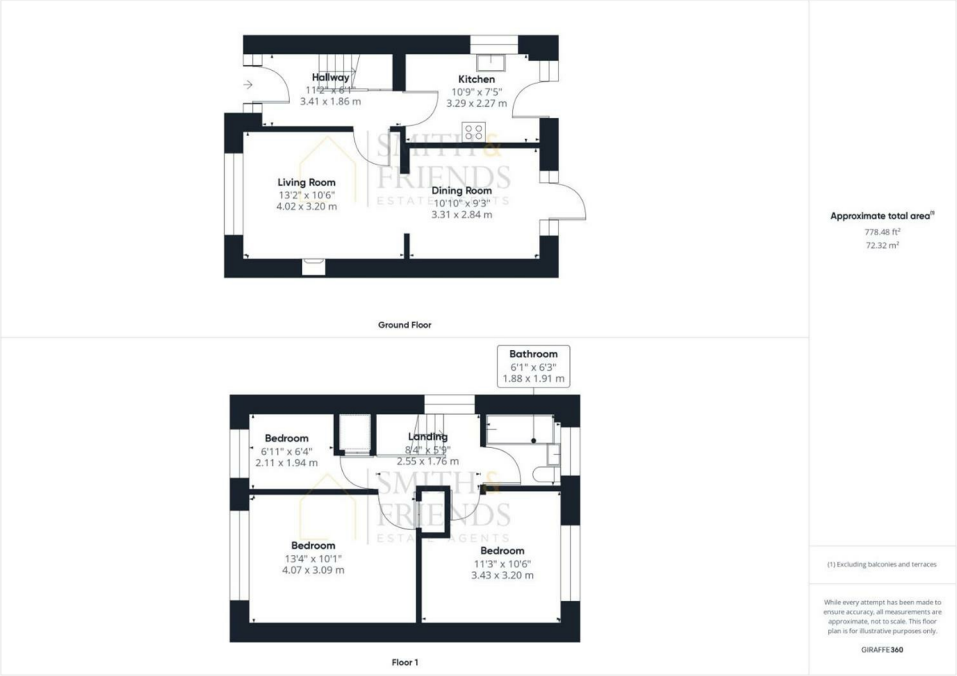 Hallway
11'2" x 6'1"
3.41 x 1.86 m
Kitchen
10'9" x 7'5"
3.29 x 2.27 m
SMITH &
FRIENDS
ESTATE AGENTS
Living Room
13'2" x 10'6"
4.02 x 3.20 m
Dining Room
10'10" x 9'3"
3.31 x 2.84 m
Ground Floor
Approximate total area(1)
778.48 ft²
72.32 m²
Bathroom
6'1" x 6'3"
1.88 x 1.91 m
Bedroom
6'11" x 6'4"
2.11 x 1.94 m
Landing
8'4" x 5'9"
2.55 x 1.76 m
SMITH &
FRIENDS
ESTATE AGENTS
Bedroom
13'4" x 10'1"
4.07 x 3.09 m
Bedroom
11'3" x 10'6"
3.43 x 3.20 m
Floor 1
(1) Excluding balconies and terraces
While every attempt has been made to
ensure accuracy, all measurements are
approximate, not to scale. This floor
plan is for illustrative purposes only.
GIRAFFE360